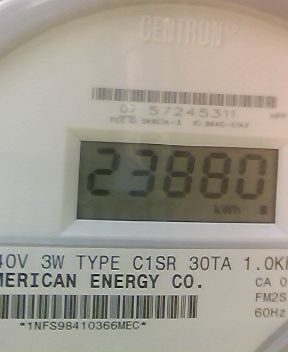 CENTRON
07 57245311
23880
kWh
40V 3W TYPE C1SR 30TA 1.0K
MERICAN ENERGY CO.
CA 0
FM2S
60Hz
*1NFS98410366MEC*